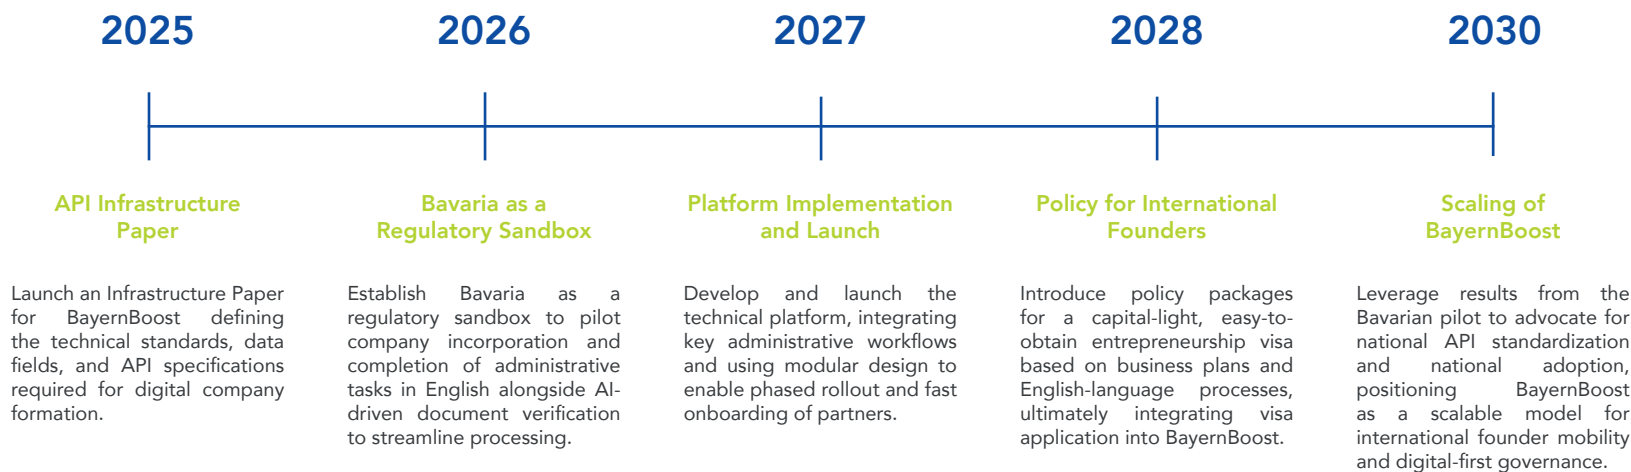 2025
2026
2027
2028
2030
API Infrastructure
Paper
Launch an Infrastructure Paper
for BayernBoost defining
the technical standards, data
fields, and API specifications
required for digital company
formation.
Bavaria as a
Regulatory Sandbox
Establish Bavaria as a
regulatory sandbox to pilot
company incorporation and
completion of administrative
tasks in English alongside AI-
driven document verification
to streamline processing.
Platform Implementation
and Launch
Develop and launch the
technical platform, integrating
key administrative workflows
and using modular design to
enable phased rollout and fast
onboarding of partners.
Policy for International
Founders
Introduce policy packages
for a capital-light, easy-to-
obtain entrepreneurship visa
based on business plans and
English-language processes,
ultimately integrating visa
application into BayernBoost.
Scaling of
BayernBoost
Leverage results from the
Bavarian pilot to advocate for
national API standardization
and national adoption,
positioning BayernBoost
as a scalable model for
international founder mobility
and digital-first governance.